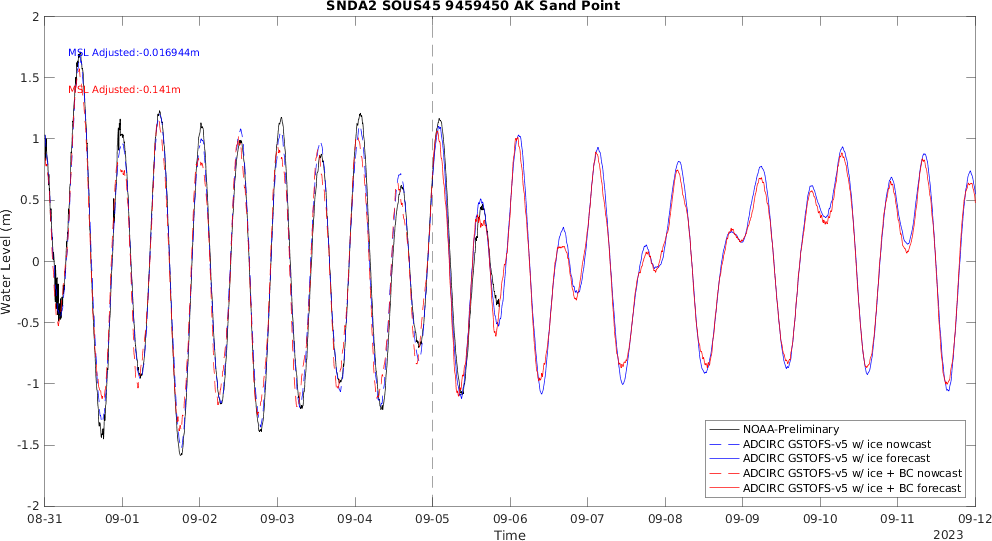 SNDA2 SOUS45 9459450 AK Sand Point
MSL Adjusted:-0.016944m
MSL Adjusted:-0.141m
Water Level (m)
2
1.5
1
0.5
0
-0.5
-1
-1.5
-2
NOAA-Preliminary
ADCIRC GSTOFS-v5 w/ ice nowcast
ADCIRC GSTOFS-v5 w/ ice forecast
ADCIRC GSTOFS-v5 w/ ice + BC nowcast
ADCIRC GSTOFS-v5 w/ ice + BC forecast
08-31 09-01 09-02 09-03 09-04 09-05 09-06 09-07 09-08 09-09 09-10 09-11 09-12
Time
2023